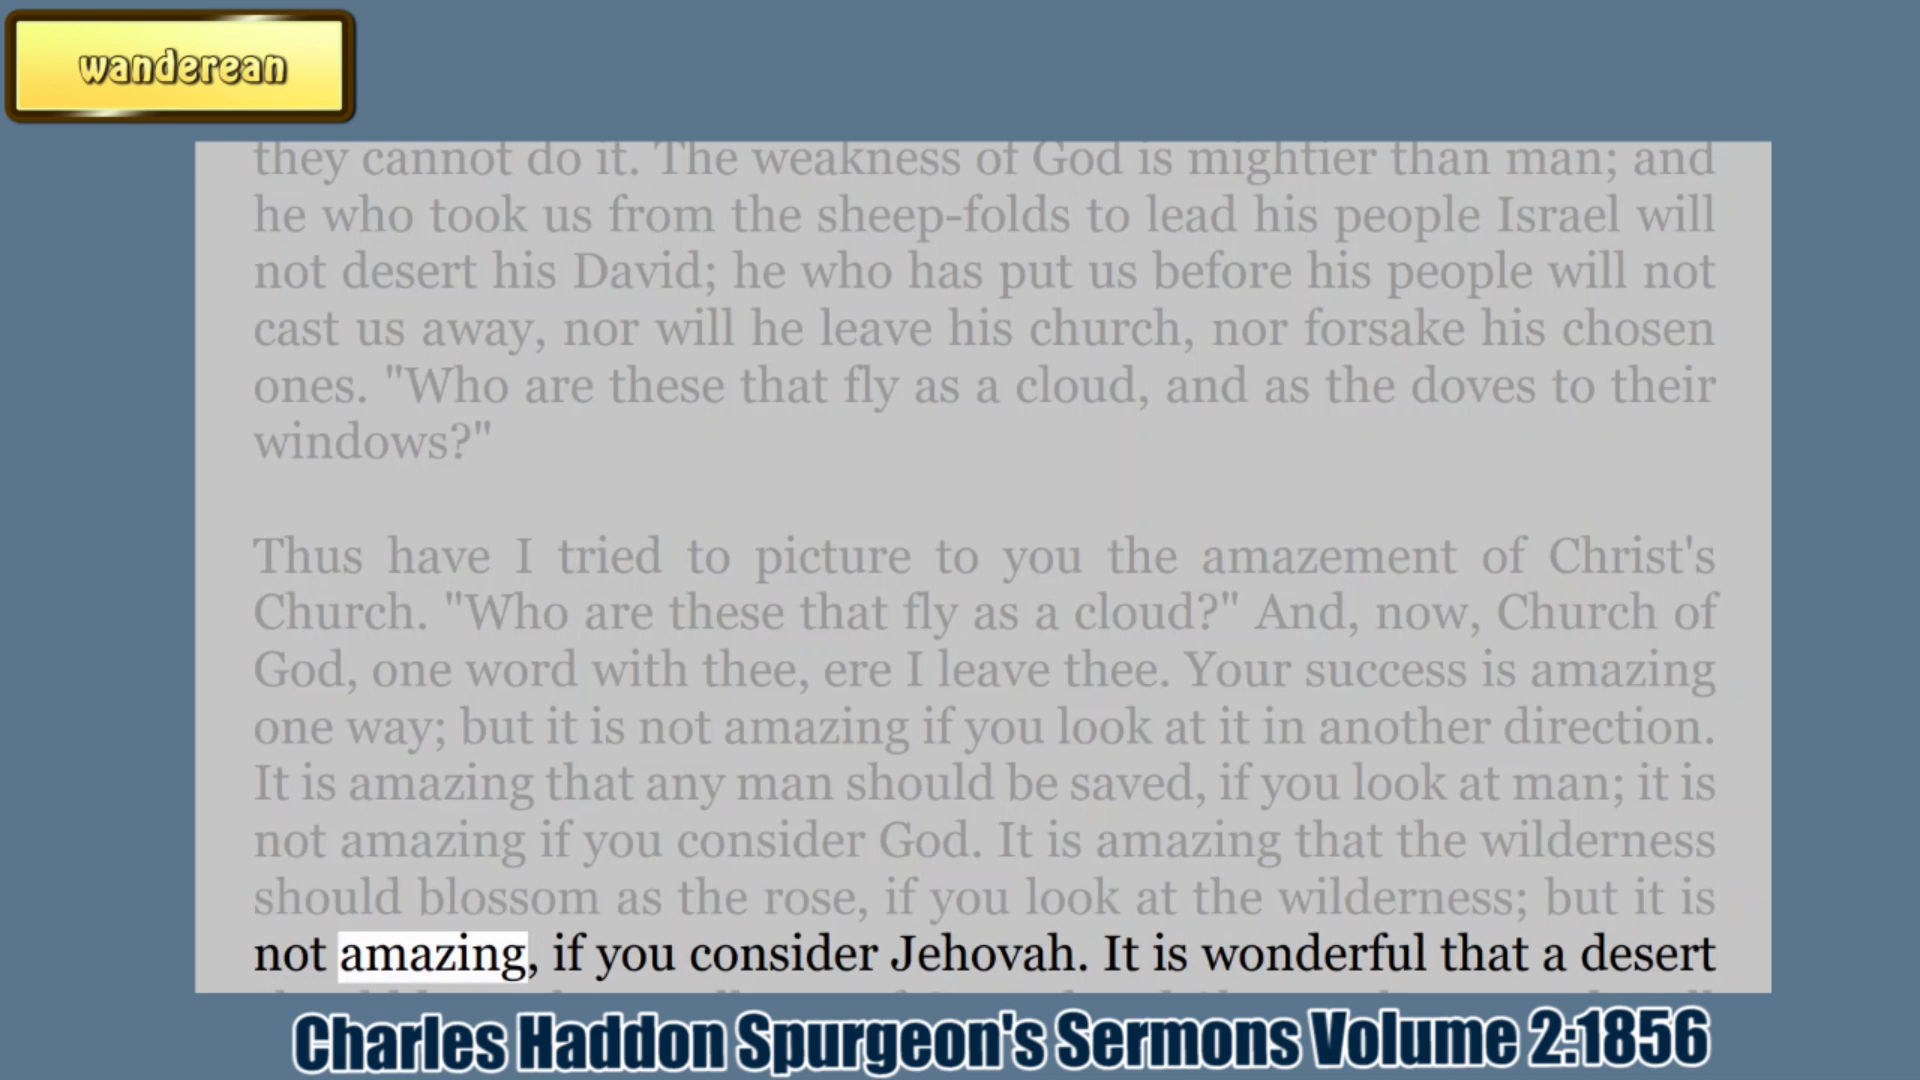 wanderean
they cannot do it. The weakness of God is mightier than man; and
he who took us from the sheep-folds to lead his people Israel will
not desert his David; he who has put us before his people will not
cast us away, nor will he leave his church, nor forsake his chosen
ones. "Who are these that fly as a cloud, and as the doves to their
windows?"
Thus have I tried to picture to you the amazement of Christ's
Church. "Who are these that fly as a cloud?" And, now, Church of
God, one word with thee, ere I leave thee. Your success is amazing
one way; but it is not amazing if you look at it in another direction.
It is amazing that any man should be saved, if you look at man; it is
not amazing if you consider God. It is amazing that the wilderness
should blossom as the rose, if you look at the wilderness; but it is
not amazing, if you consider Jehovah. It is wonderful that a desert
Charles Haddon Spurgeon's Sermons Volume 2:1856